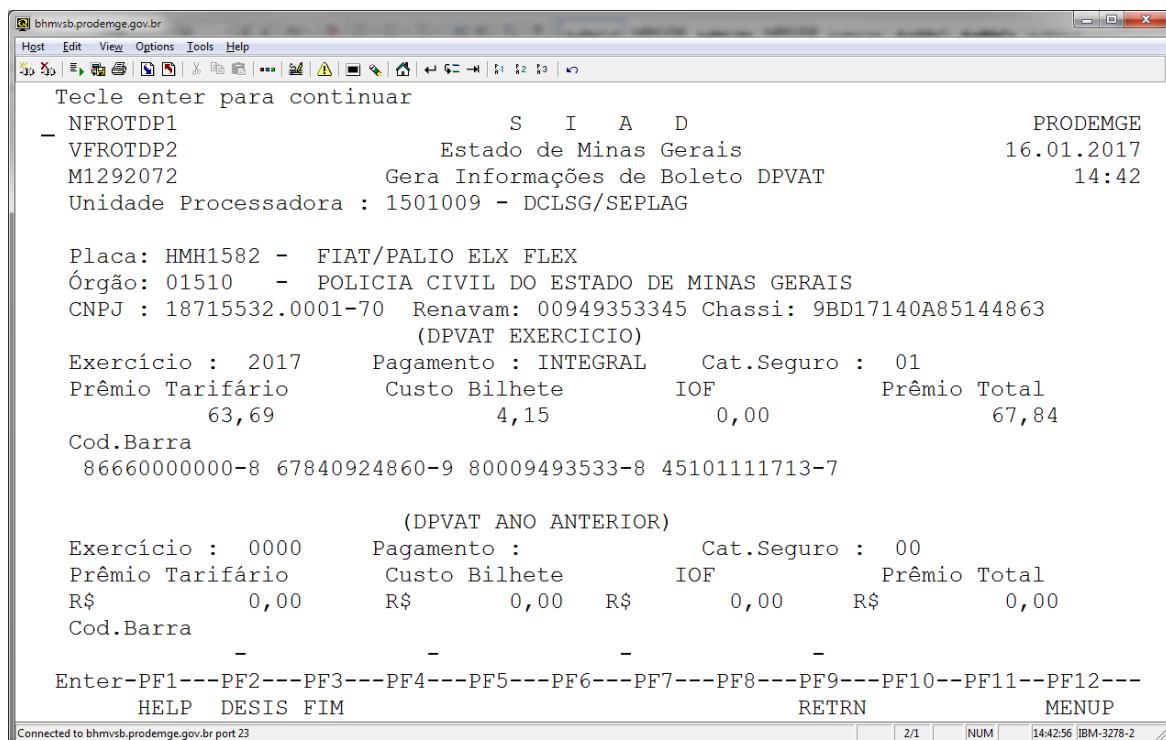 bhmvsb.prodemge.gov.br
Host Edit View Options Tools Help
Tecle enter para continuar
_ NFROTDP1 S I A D PRODEMGE
VFROTDP2 Estado de Minas Gerais 16.01.2017
M1292072 Gera Informações de Boleto DPVAT 14:42
Unidade Processadora : 1501009 - DCLSG/SEPLAG
Placa: HMH1582 - FIAT/PALIO ELX FLEX
Órgão: 01510 - POLICIA CIVIL DO ESTADO DE MINAS GERAIS
CNPJ : 18715532.0001-70 Renavam: 00949353345 Chassi: 9BD17140A85144863
(DPVAT EXERCICIO)
Exercício : 2017 Pagamento : INTEGRAL Cat.Seguro : 01
Prêmio Tarifário Custo Bilhete IOF Prêmio Total
63,69 4,15 0,00 67,84
Cod.Barra
86660000000-8 67840924860-9 80009493533-8 45101111713-7
(DPVAT ANO ANTERIOR)
Exercício : 0000 Pagamento : Cat.Seguro : 00
Prêmio Tarifário Custo Bilhete IOF Prêmio Total
R$ 0,00 R$ 0,00 R$ 0,00 R$ 0,00
Cod.Barra
- - - -
Enter-PF1---PF2---PF3---PF4---PF5---PF6---PF7---PF8---PF9---PF10--PF11--PF12---
HELP DESIS FIM RETRN MENUP
Connected to bhmvsb.prodemge.gov.br port 23 2/1 NUM 14:42:56 IBM-3278-2